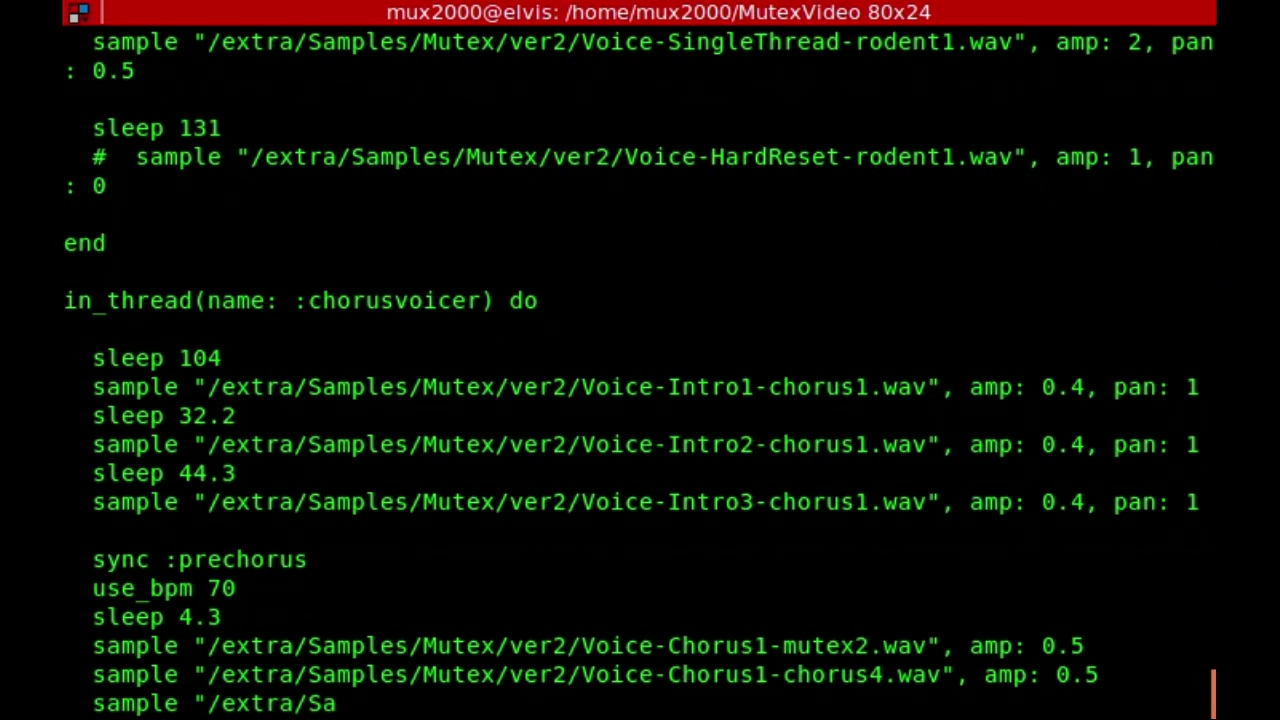 mux2000@elvis: /home/mux2000/MutexVideo 80x24
sample "/extra/Samples/Mutex/ver2/Voice-SingleThread-rodent1.wav", amp: 2, pan
: 0.5
sleep 131
#  sample "/extra/Samples/Mutex/ver2/Voice-HardReset-rodent1.wav", amp: 1, pan
: 0
end
in_thread(name: :chorusvoicer) do
sleep 104
sample "/extra/Samples/Mutex/ver2/Voice-Intro1-chorus1.wav", amp: 0.4, pan: 1
sleep 32.2
sample "/extra/Samples/Mutex/ver2/Voice-Intro2-chorus1.wav", amp: 0.4, pan: 1
sleep 44.3
sample "/extra/Samples/Mutex/ver2/Voice-Intro3-chorus1.wav", amp: 0.4, pan: 1
sync :prechorus
use_bpm 70
sleep 4.3
sample "/extra/Samples/Mutex/ver2/Voice-Chorus1-mutex2.wav", amp: 0.5
sample "/extra/Samples/Mutex/ver2/Voice-Chorus1-chorus4.wav", amp: 0.5
sample "/extra/Sa